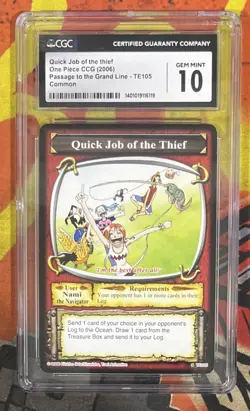 CGC
CERTIFIED GUARANTY COMPANY
Quick Job of the thief
One Piece CCG (2006)
Passage to the Grand Line - TE105
Common
GEM MINT
10
Quick Job of the Thief
I'm the best after all!
User
Nami
the Navigator
Requirements
Your opponent has 1 or more cards in their Log.
Send 1 card of your choice in your opponent's
Log to the Ocean. Draw 1 card from the
Treasure Box and send it to your Log.